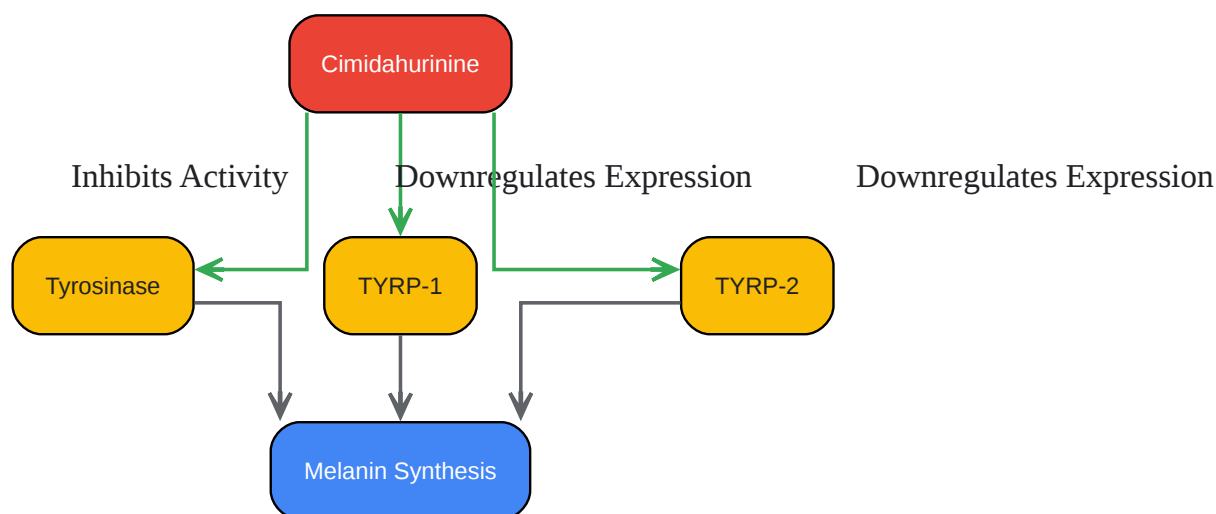 Cimidahurinine
Inhibits Activity
Downregulates Expression
Downregulates Expression
Tyrosinase
TYRP-1
TYRP-2
Melanin Synthesis